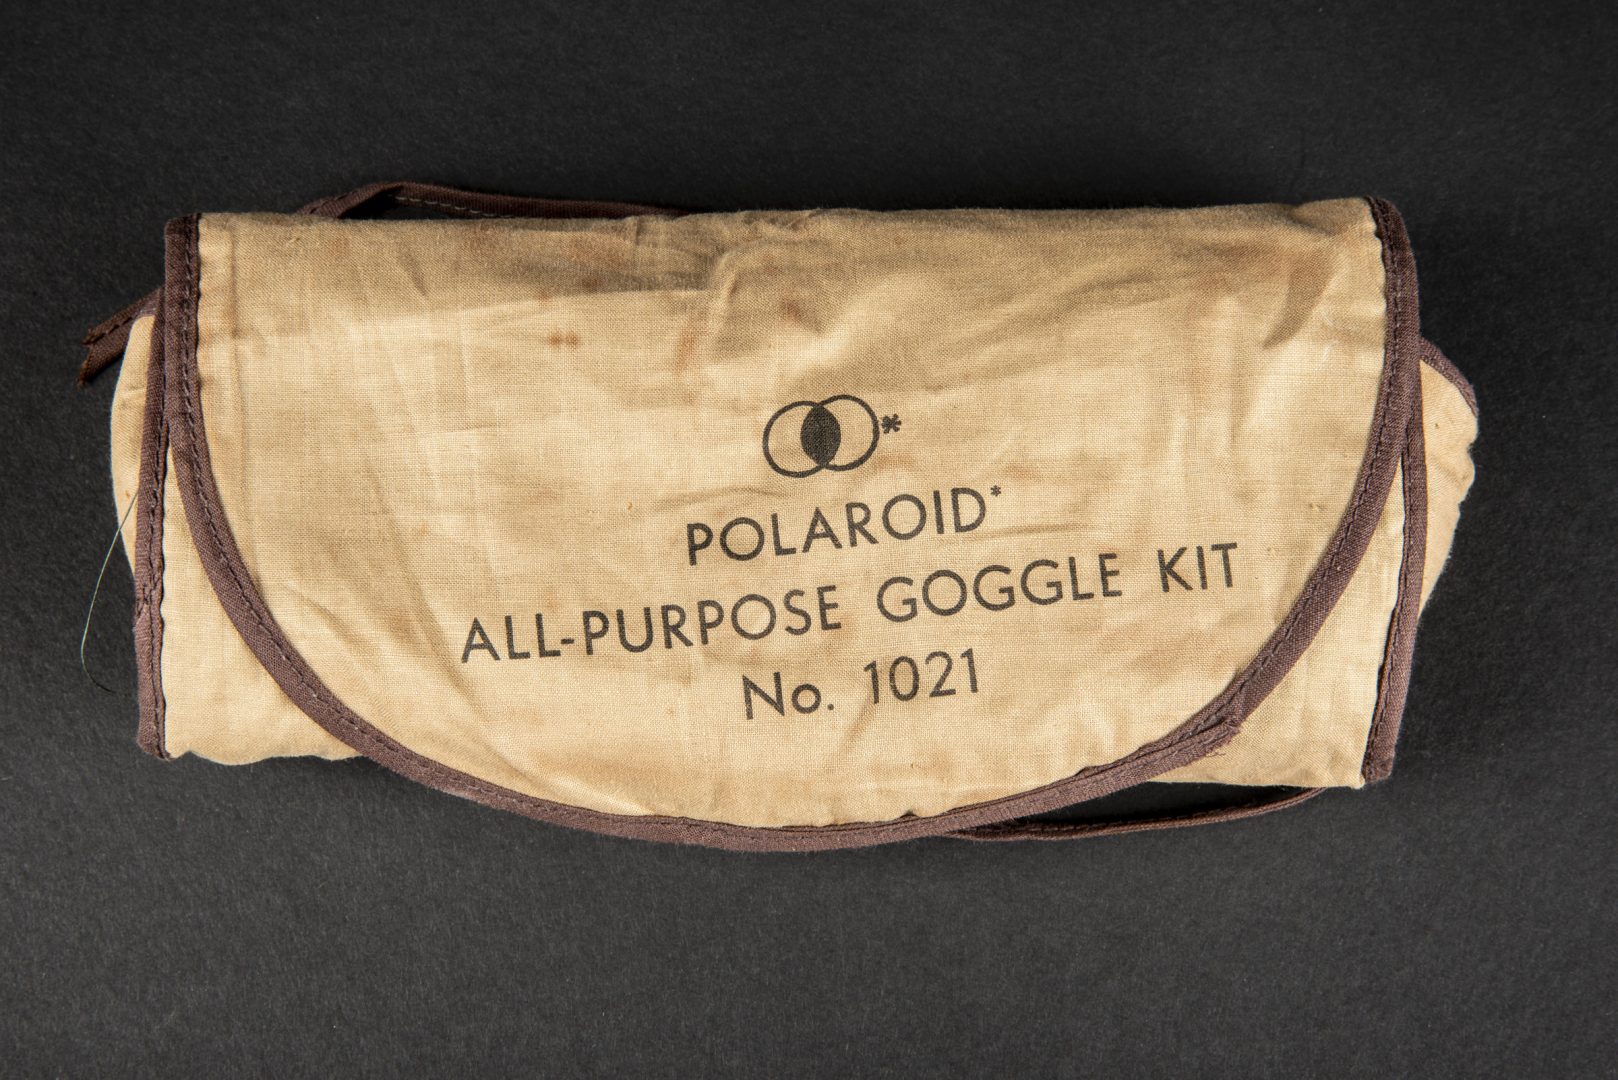 *
POLAROID*
ALL-PURPOSE GOGGLE KIT
No. 1021